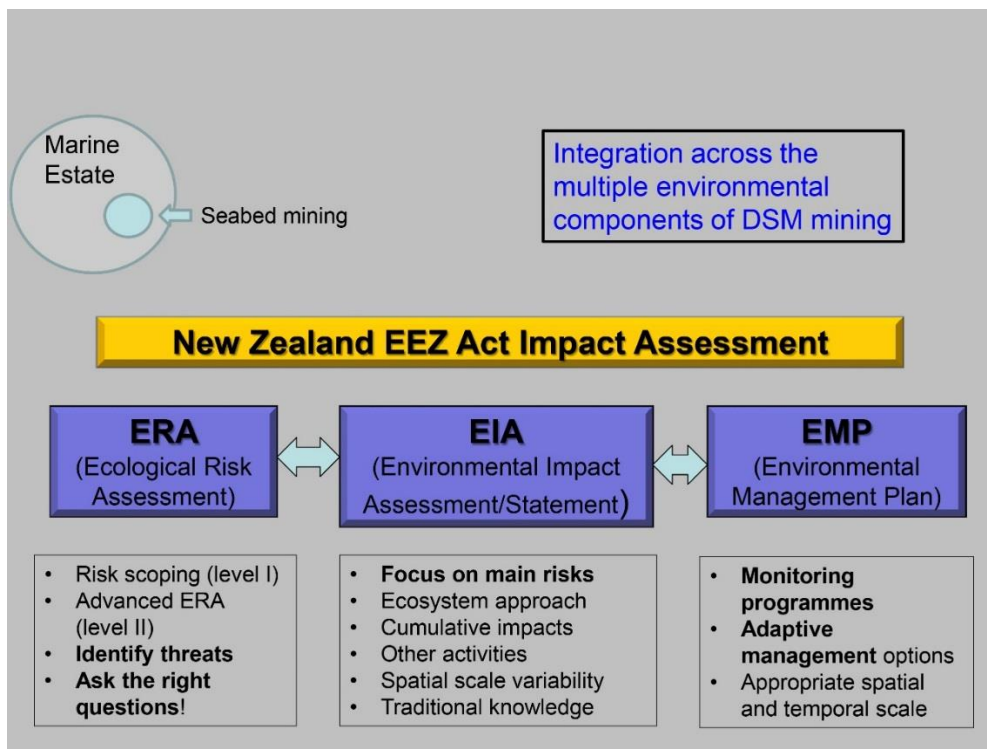 Marine
Estate
Seabed mining
Integration across the
multiple environmental
components of DSM mining
New Zealand EEZ Act Impact Assessment
ERA
(Ecological Risk
Assessment)
EIA
(Environmental Impact
Assessment/Statement)
EMP
(Environmental
Management Plan)
• Risk scoping (level I)
• Advanced ERA
(level II)
• Identify threats
• Ask the right
questions!
• Focus on main risks
• Ecosystem approach
• Cumulative impacts
• Other activities
• Spatial scale variability
• Traditional knowledge
• Monitoring
programmes
• Adaptive
management options
• Appropriate spatial
and temporal scale